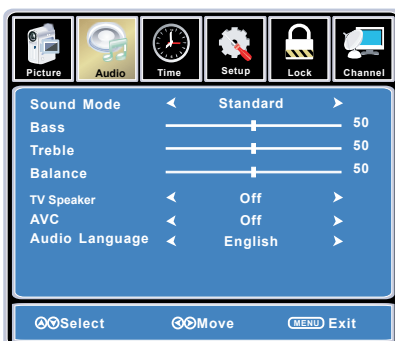 Picture Audio Time Setup Lock Channel
Sound Mode Standard
Bass 50
Treble 50
Balance 50
TV Speaker Off
AVC Off
Audio Language English
Select Move MENU Exit